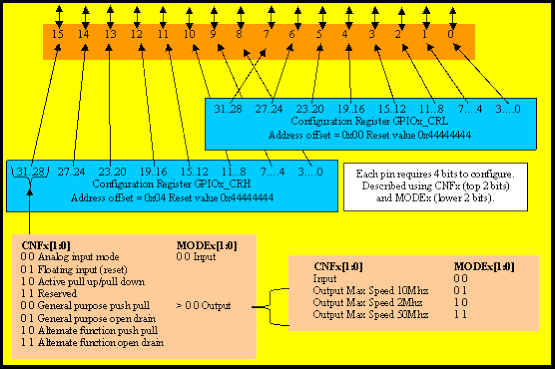 15 14 13 12 11 10 9 8 7 6 5 4 3 2 1 0
31.28 27.24 23.20 19.16 15.12 11..8 7....4 3....0
Configuration Register GPIOx_CRL
Address offset = 0x00 Reset value 0x44444444
31.28 27.24 23.20 19.16 15.12 11..8 7....4 3....0
Configuration Register GPIOx_CRH
Address offset = 0x04 Reset value 0x44444444
Each pin requires 4 bits to configure.
Described using CNFx (top 2 bits)
and MODEx (lower 2 bits).
CNFx[1:0] MODEx[1:0]
0 0 Analog input mode 0 0 Input
0 1 Floating input (reset)
1 0 Active pull up/pull down
1 1 Reserved
0 0 General purpose push pull > 0 0 Output
0 1 General purpose open drain
1 0 Alternate function push pull
1 1 Alternate function open drain
CNFx[1:0] MODEx[1:0]
Input 0 0
Output Max Speed 10Mhz 0 1
Output Max Speed 2Mhz 1 0
Output Max Speed 50Mhz 1 1